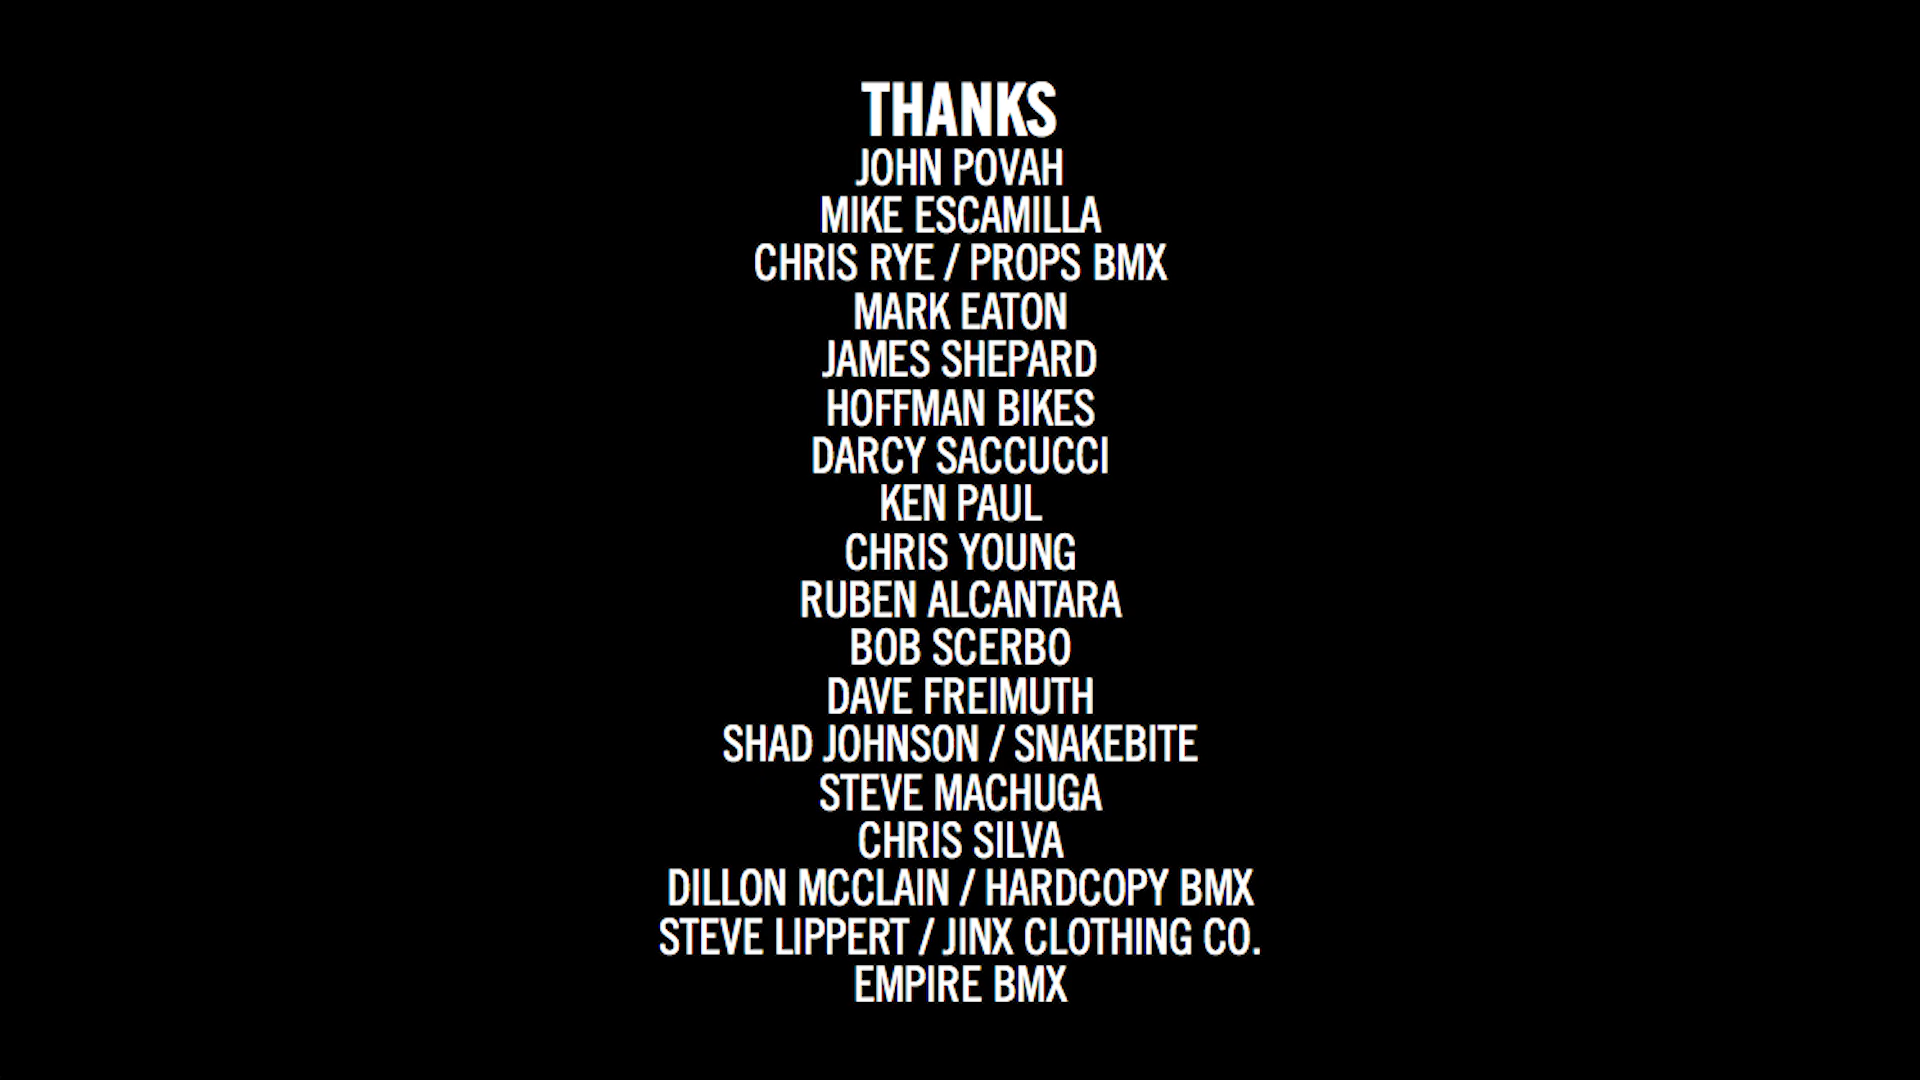 THANKS
JOHN POVAH
MIKE ESCAMILLA
CHRIS RYE / PROPS BMX
MARK EATON
JAMES SHEPARD
HOFFMAN BIKES
DARCY SACCUCCI
KEN PAUL
CHRIS YOUNG
RUBEN ALCANTARA
BOB SCERBO
DAVE FREIMUTH
SHAD JOHNSON / SNAKEBITE
STEVE MACHUGA
CHRIS SILVA
DILLON MCCLAIN / HARDCOPY BMX
STEVE LIPPERT / JINX CLOTHING CO.
EMPIRE BMX